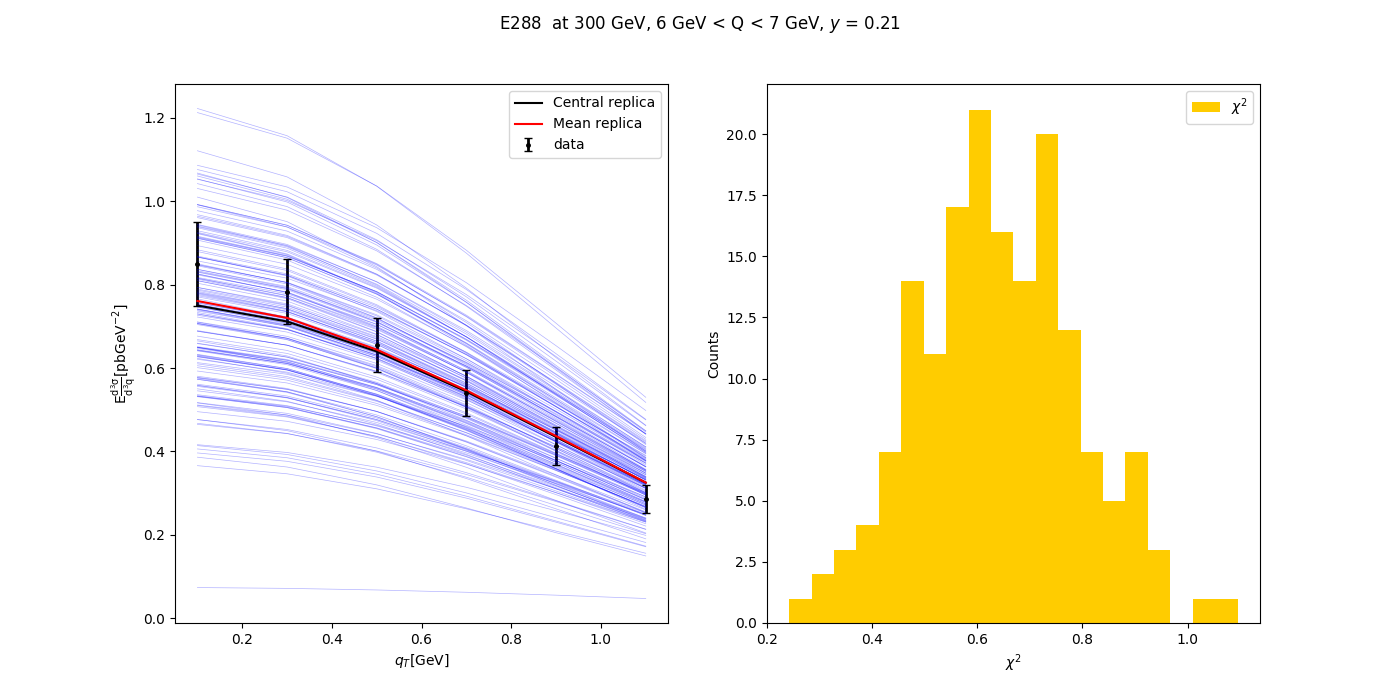 E288 at 300 GeV, 6 GeV < Q < 7 GeV, y = 0.21
Central replica
Mean replica
data
E d³σ/d³q [pbGeV⁻²]
1.2
1.0
0.8
0.6
0.4
0.2
0.0
0.2 0.4 0.6 0.8 1.0
q_T[GeV]
χ²
Counts
20.0
17.5
15.0
12.5
10.0
7.5
5.0
2.5
0.0
0.2 0.4 0.6 0.8 1.0
χ²